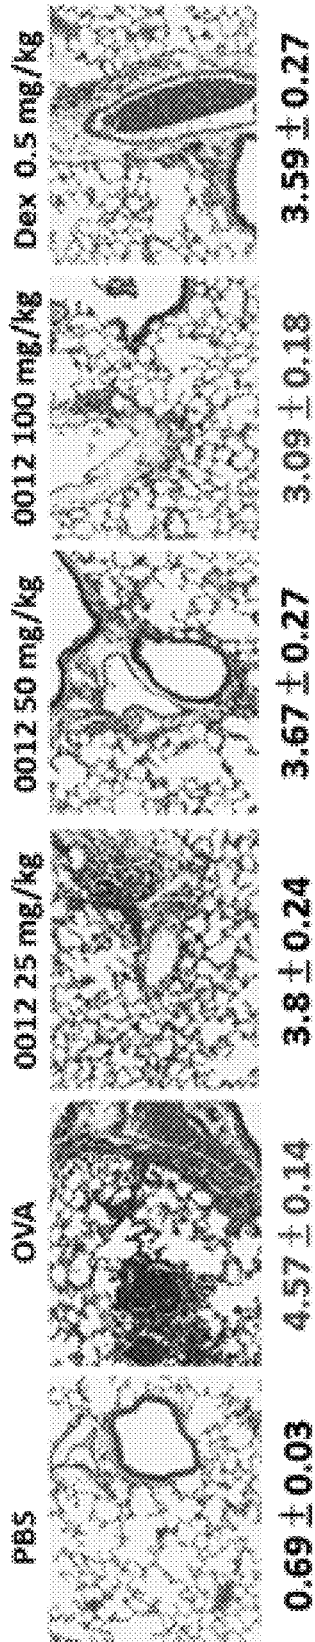 PBS OVA 0012 25 mg/kg 0012 50 mg/kg 0012 100 mg/kg Dex 0.5 mg/kg
0.69 ± 0.03 4.57 ± 0.14 3.8 ± 0.24 3.67 ± 0.27 3.09 ± 0.18 3.59 ± 0.27